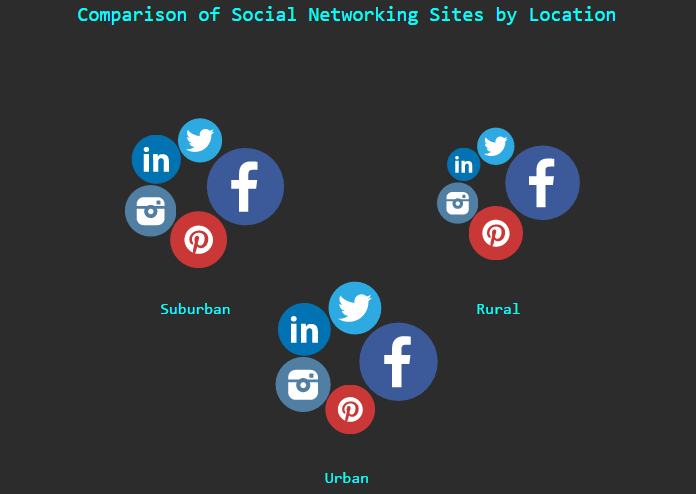 Comparison of Social Networking Sites by Location
in
f
in
f
Suburban
Rural
in
f
Urban